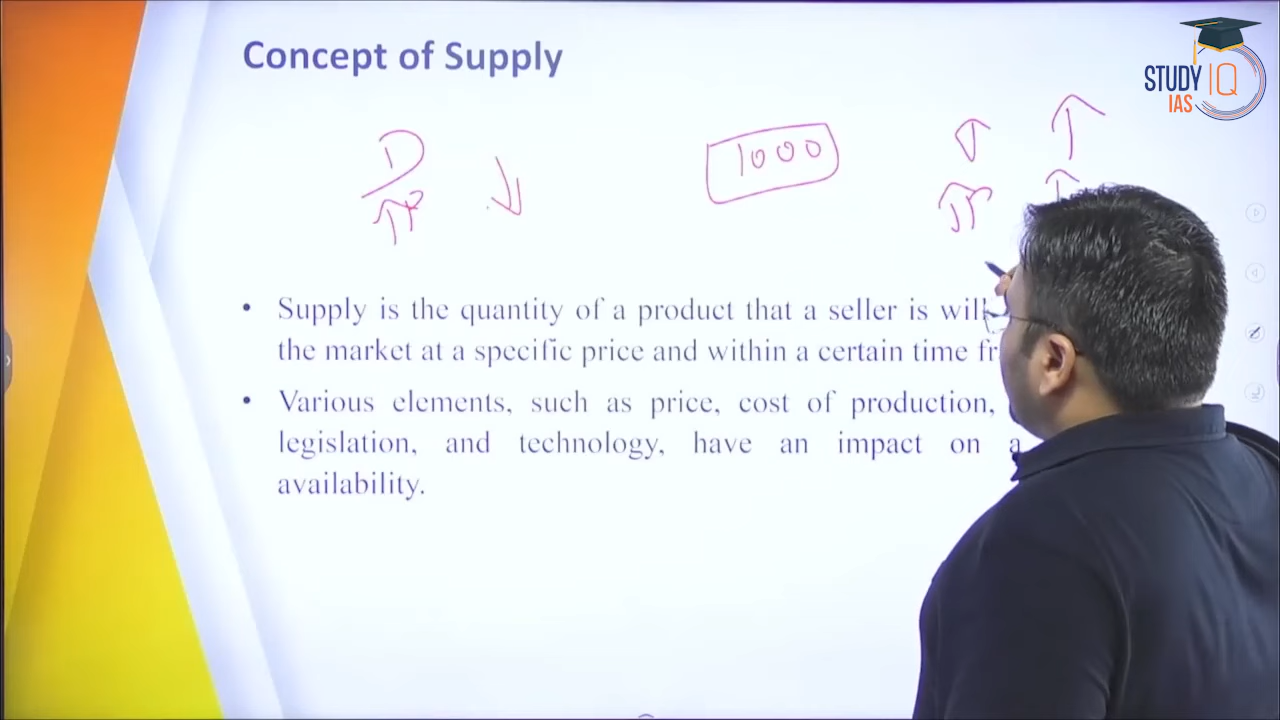 Concept of Supply
STUDY IQ
IAS
D
1000
• Supply is the quantity of a product that a seller is will
the market at a specific price and within a certain time fr
• Various elements, such as price, cost of production,
legislation, and technology, have an impact on a
availability.